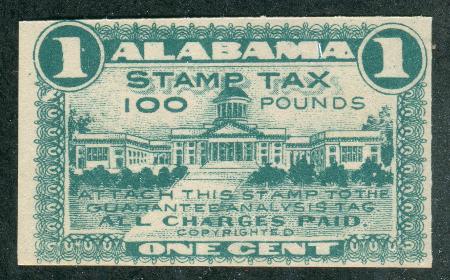 1 ALABAMA 1
STAMP TAX
100 POUNDS
ATTACH THIS STAMP TO THE
GUARANTEED ANALYSIS TAG
ALL CHARGES PAID.
COPYRIGHTED
ONE CENT